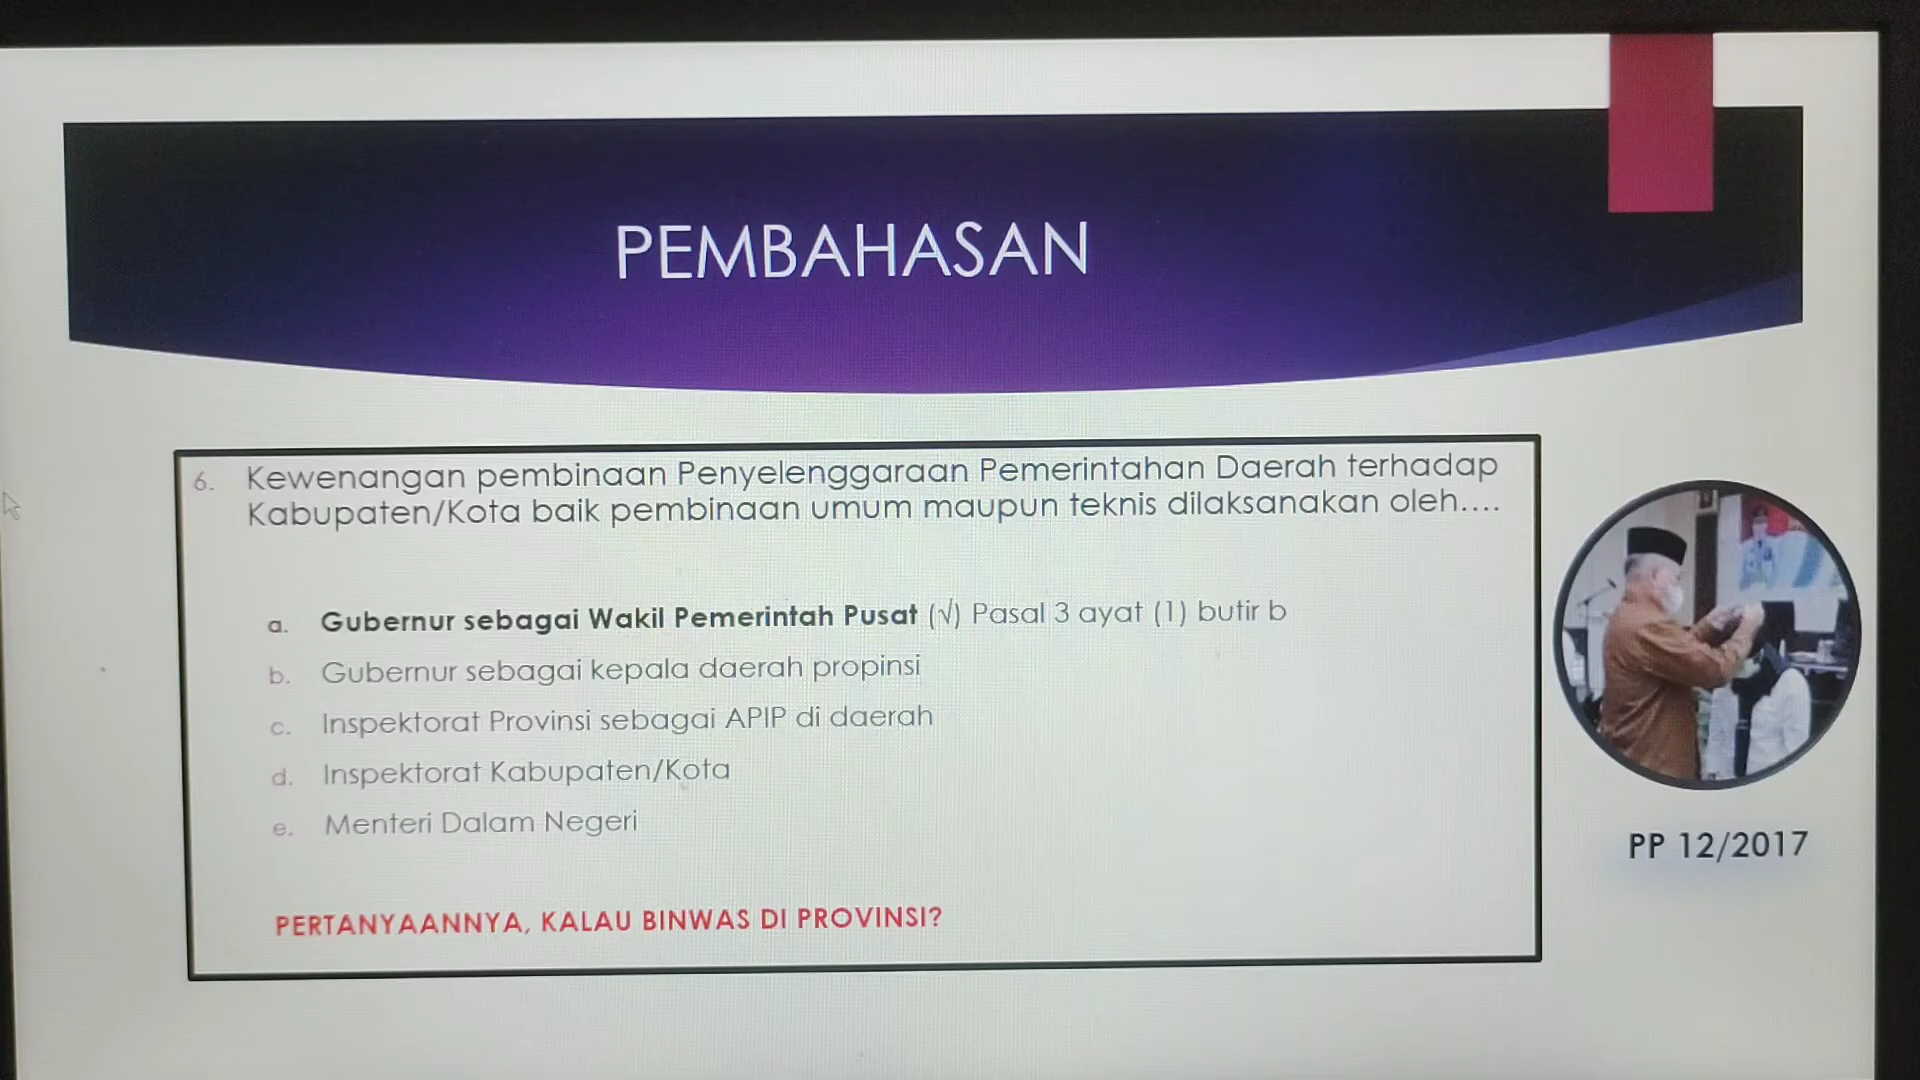 PEMBAHASAN
6. Kewenangan pembinaan Penyelenggaraan Pemerintahan Daerah terhadap
Kabupaten/Kota baik pembinaan umum maupun teknis dilaksanakan oleh....
a. Gubernur sebagai Wakil Pemerintah Pusat (√) Pasal 3 ayat (1) butir b
b. Gubernur sebagai kepala daerah propinsi
c. Inspektorat Provinsi sebagai APIP di daerah
d. Inspektorat Kabupaten/Kota
e. Menteri Dalam Negeri
PERTANYAANNYA, KALAU BINWAS DI PROVINSI?
PP 12/2017